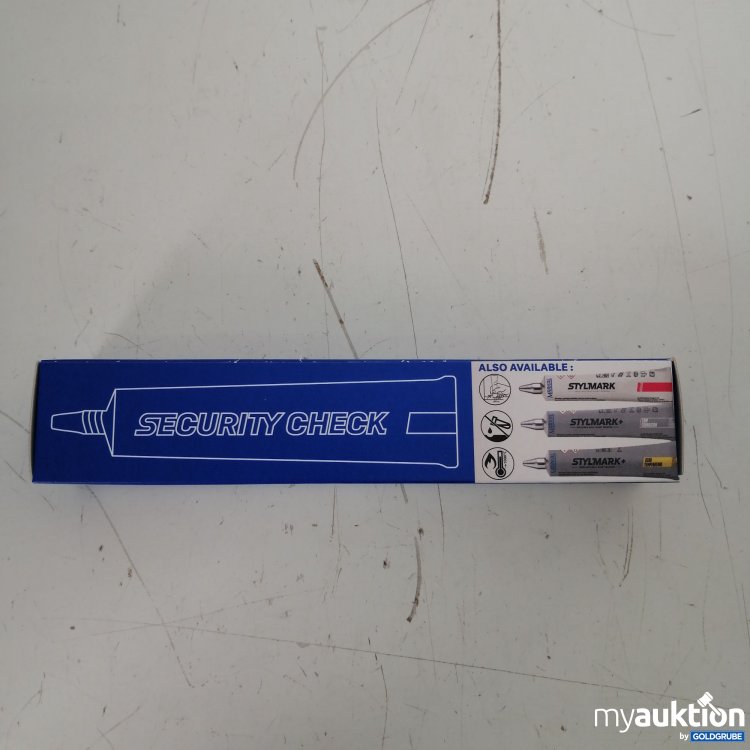 ALSO AVAILABLE :
SECURITY CHECK
STYLMARK
STYLMARK+
STYLMARK+
myauktion
by GOLDGRUBE